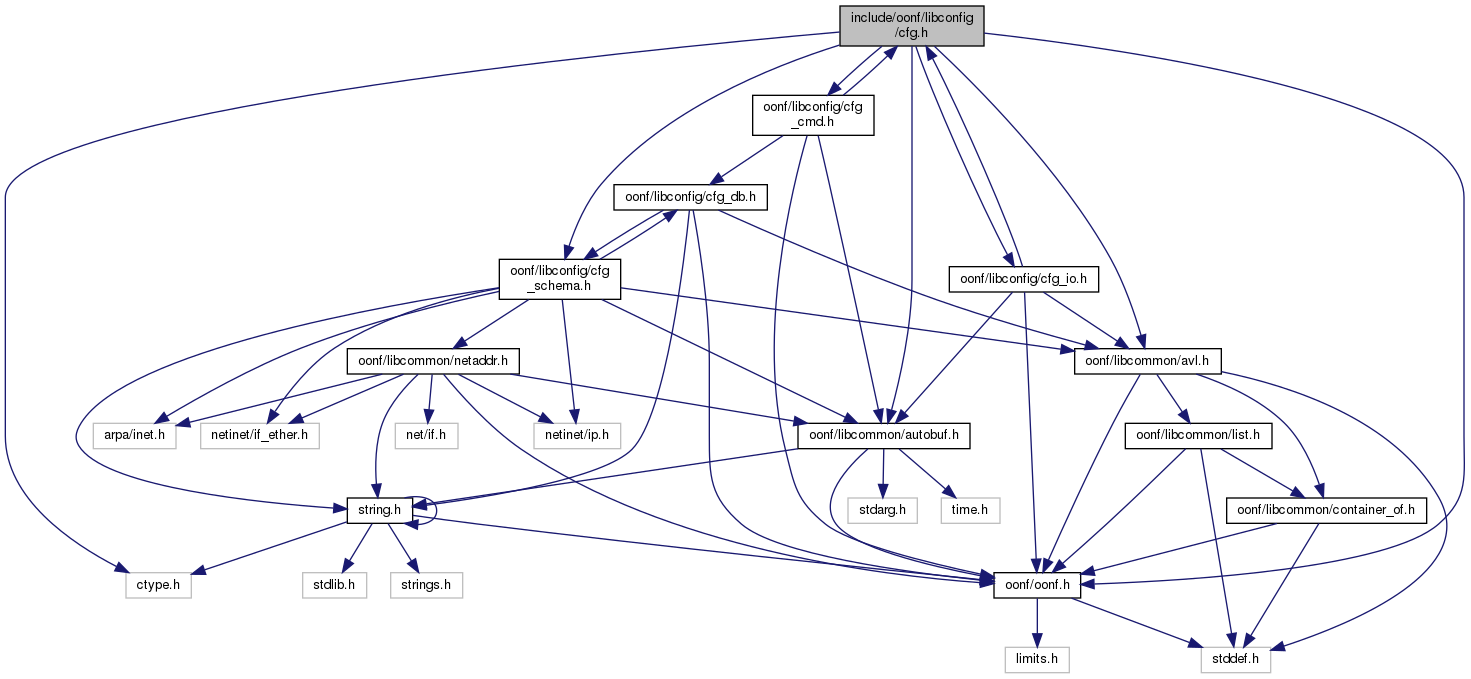 include/oonf/libconfig
/cfg.h
oonf/libconfig/cfg
_cmd.h
oonf/libconfig/cfg_db.h
oonf/libconfig/cfg
_schema.h
oonf/libconfig/cfg_io.h
oonf/libcommon/netaddr.h
oonf/libcommon/avl.h
arpa/inet.h
netinet/if_ether.h
net/if.h
netinet/ip.h
oonf/libcommon/autobuf.h
oonf/libcommon/list.h
string.h
stdarg.h
time.h
oonf/libcommon/container_of.h
ctype.h
stdlib.h
strings.h
oonf/oonf.h
limits.h
stddef.h